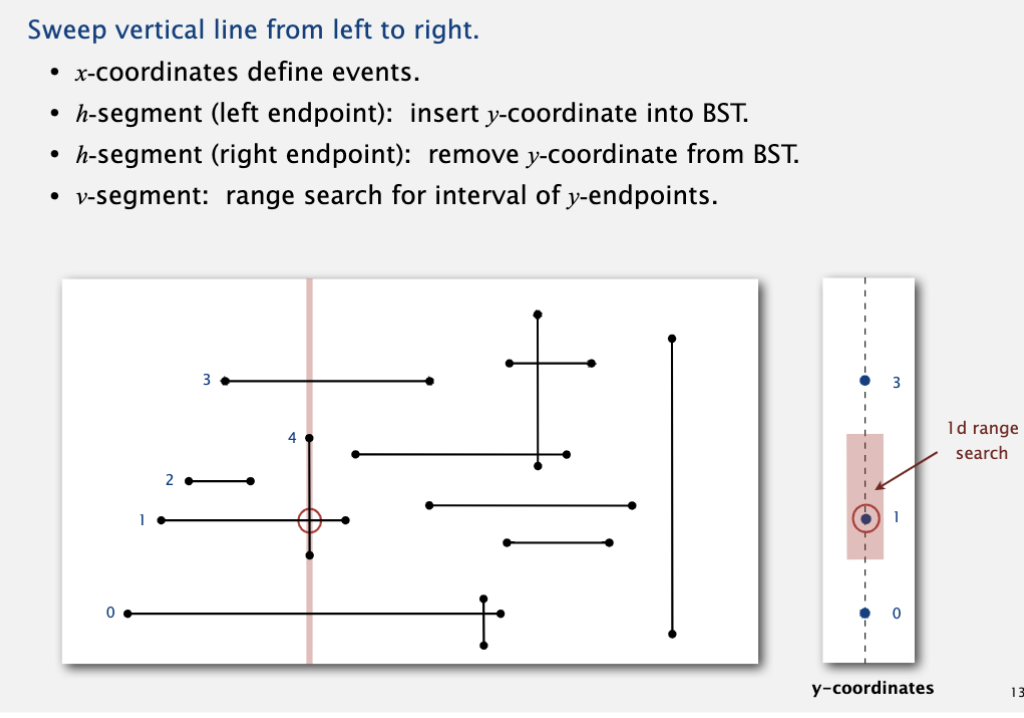 Sweep vertical line from left to right.
• x-coordinates define events.
• h-segment (left endpoint): insert y-coordinate into BST.
• h-segment (right endpoint): remove y-coordinate from BST.
• v-segment: range search for interval of y-endpoints.
3
4
2
1
0
3
1d range
search
1
0
y-coordinates
13